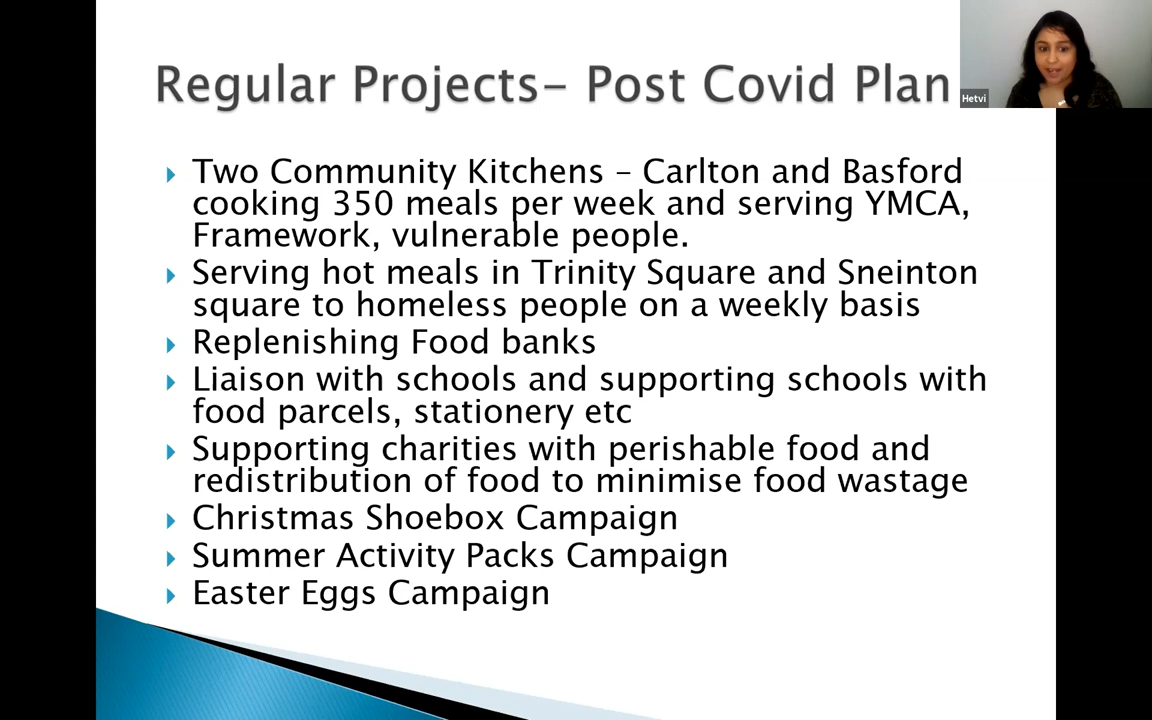 Regular Projects- Post Covid Plan
Hetvi
Two Community Kitchens – Carlton and Basford
cooking 350 meals per week and serving YMCA,
Framework, vulnerable people.
Serving hot meals in Trinity Square and Sneinton
square to homeless people on a weekly basis
Replenishing Food banks
Liaison with schools and supporting schools with
food parcels, stationery etc
Supporting charities with perishable food and
redistribution of food to minimise food wastage
Christmas Shoebox Campaign
Summer Activity Packs Campaign
Easter Eggs Campaign